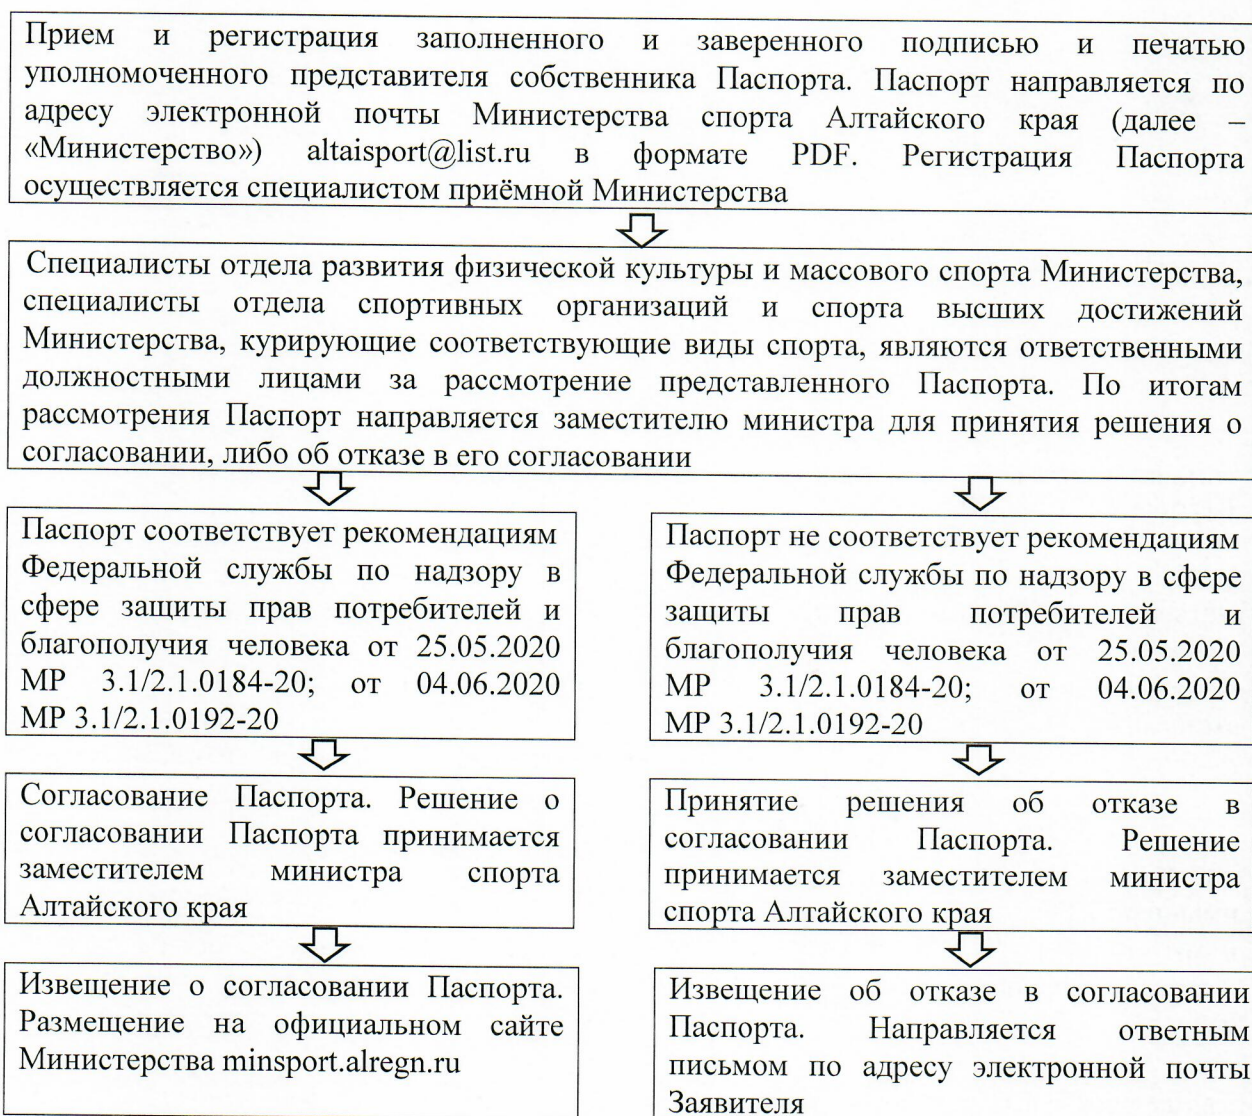 Прием и регистрация заполненного и заверенного подписью и печатью
уполномоченного представителя собственника Паспорта. Паспорт направляется по
адресу электронной почты Министерства спорта Алтайского края (далее –
«Министерство») altaisport@list.ru в формате PDF. Регистрация Паспорта
осуществляется специалистом приёмной Министерства
Специалисты отдела развития физической культуры и массового спорта Министерства,
специалисты отдела спортивных организаций и спорта высших достижений
Министерства, курирующие соответствующие виды спорта, являются ответственными
должностными лицами за рассмотрение представленного Паспорта. По итогам
рассмотрения Паспорт направляется заместителю министра для принятия решения о
согласовании, либо об отказе в его согласовании
Паспорт соответствует рекомендациям
Федеральной службы по надзору в
сфере защиты прав потребителей и
благополучия человека от 25.05.2020
МР 3.1/2.1.0184-20; от 04.06.2020
МР 3.1/2.1.0192-20
Паспорт не соответствует рекомендациям
Федеральной службы по надзору в сфере
защиты прав потребителей и
благополучия человека от 25.05.2020
МР 3.1/2.1.0184-20; от 04.06.2020
МР 3.1/2.1.0192-20
Согласование Паспорта. Решение о
согласовании Паспорта принимается
заместителем министра спорта
Алтайского края
Принятие решения об отказе в
согласовании Паспорта. Решение
принимается заместителем министра
спорта Алтайского края
Извещение о согласовании Паспорта.
Размещение на официальном сайте
Министерства minsport.alregn.ru
Извещение об отказе в согласовании
Паспорта. Направляется ответным
письмом по адресу электронной почты
Заявителя